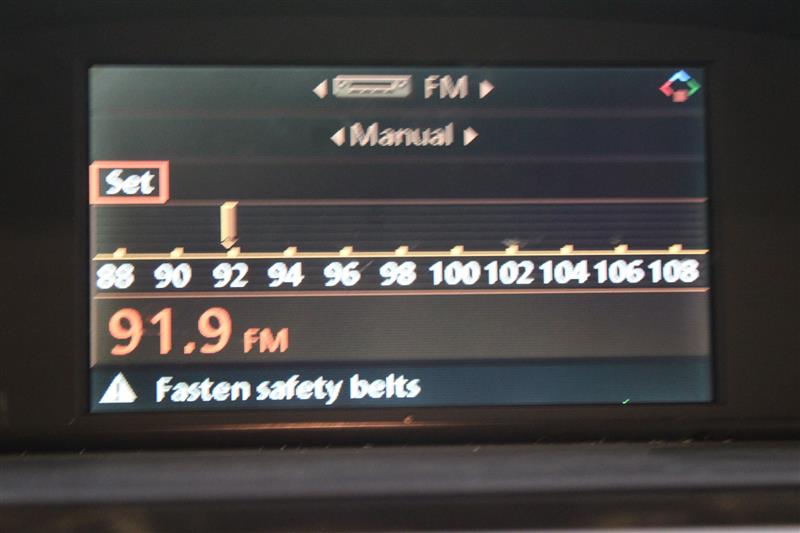 FM
Manual
Set
88 90 92 94 96 98 100 102 104 106 108
91.9 FM
Fasten safety belts